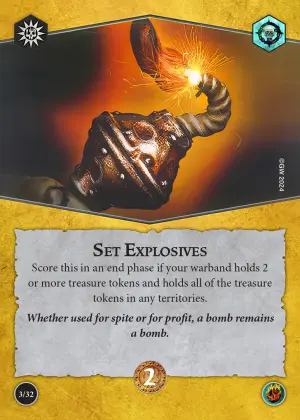 ©GW 2024
SET EXPLOSIVES
Score this in an end phase if your warband holds 2
or more treasure tokens and holds all of the treasure
tokens in any territories.
Whether used for spite or for profit, a bomb remains
a bomb.
2
3/32